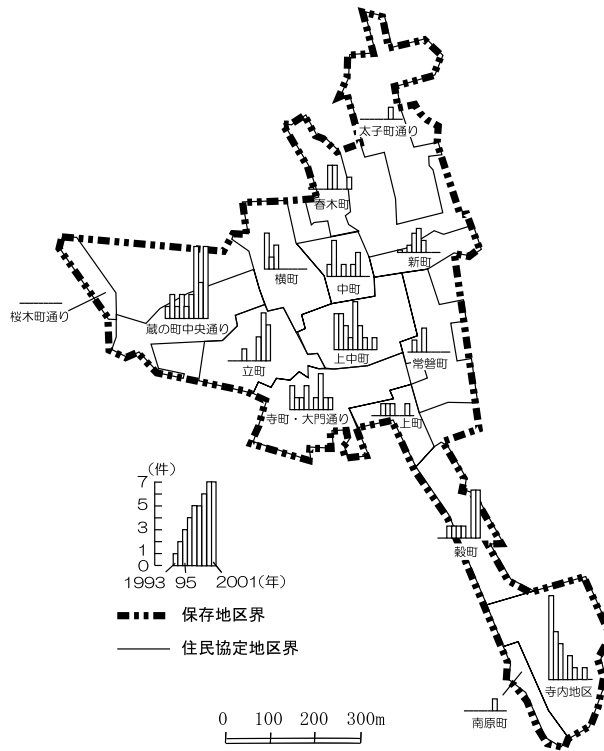 太子町通り
春木町
新町
横町
中町
桜木町通り
蔵の町中央通り
上中町
常磐町
立町
寺町・大門通り
上町
(件)
7
5
3
1
0
1993 95 2001(年)
穀町
保存地区界
住民協定地区界
寺内地区
南原町
0 100 200 300m